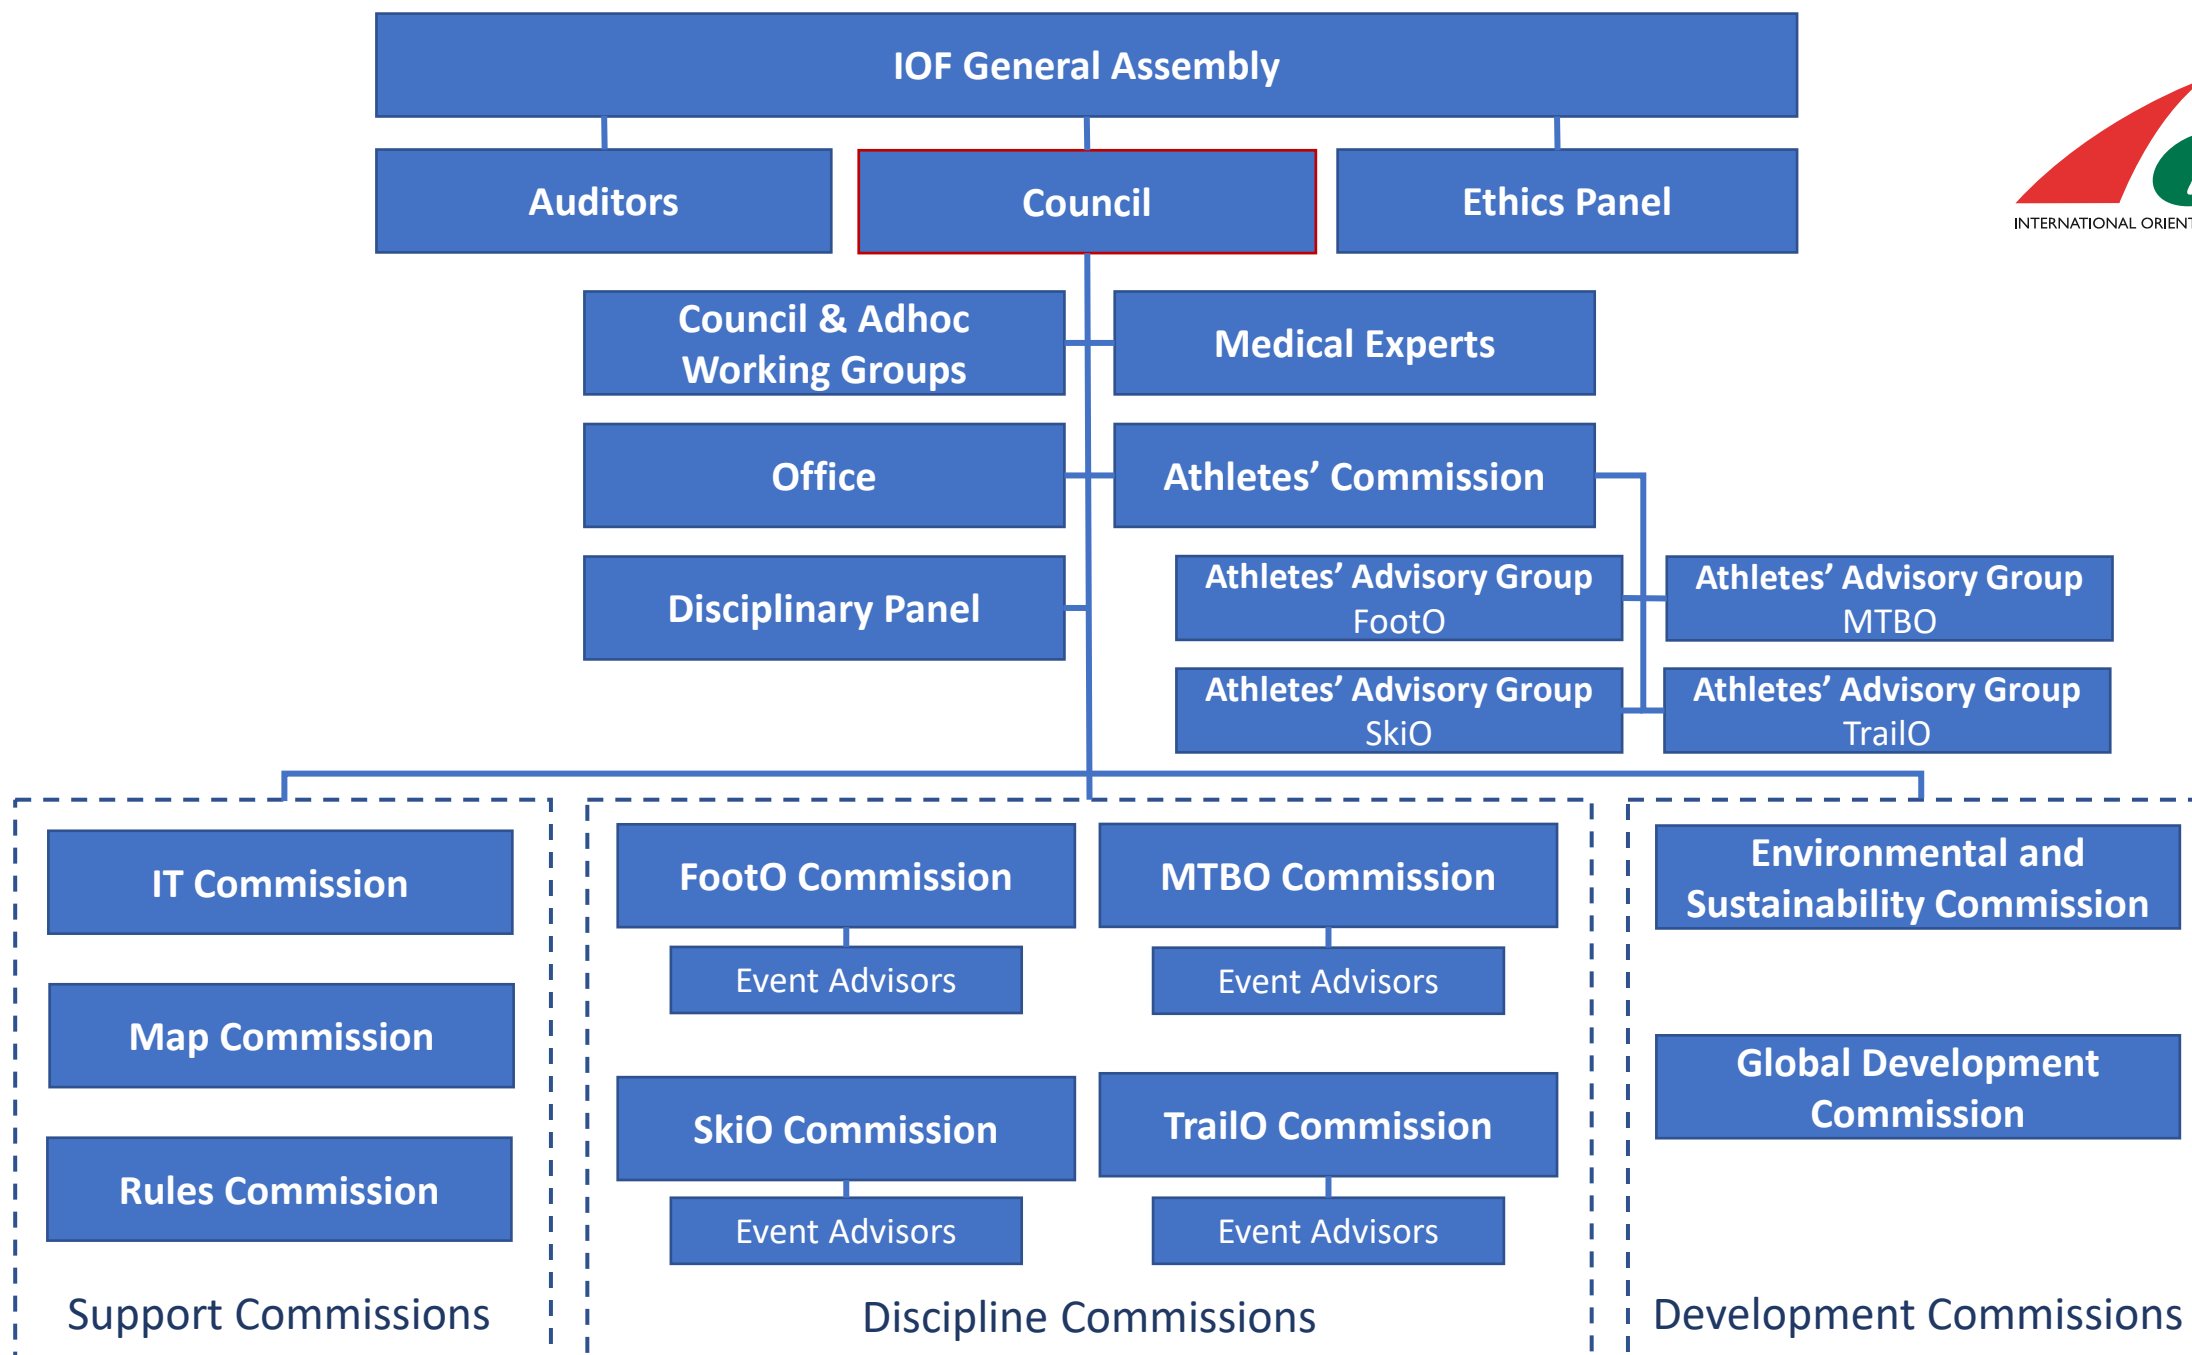 IOF General Assembly
Auditors
Council
Ethics Panel
INTERNATIONAL
Council & Adhoc
Working Groups
Medical Experts
Office
Athletes’ Commission
Disciplinary Panel
Athletes’ Advisory Group
FootO
Athletes’ Advisory Group
MTBO
Athletes’ Advisory Group
SkiO
Athletes’ Advisory Group
TrailO
IT Commission
Map Commission
Rules Commission
Support Commissions
FootO Commission
Event Advisors
MTBO Commission
Event Advisors
SkiO Commission
Event Advisors
TrailO Commission
Event Advisors
Discipline Commissions
Environmental and
Sustainability Commission
Global Development
Commission
Development Commissions